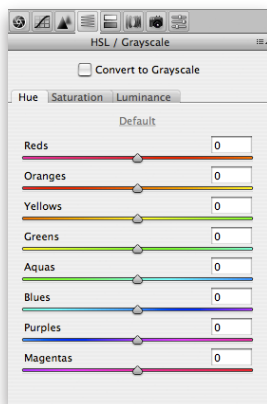 HSL / Grayscale
Convert to Grayscale
Hue Saturation Luminance
Default
Reds 0
Oranges 0
Yellows 0
Greens 0
Aquas 0
Blues 0
Purples 0
Magentas 0